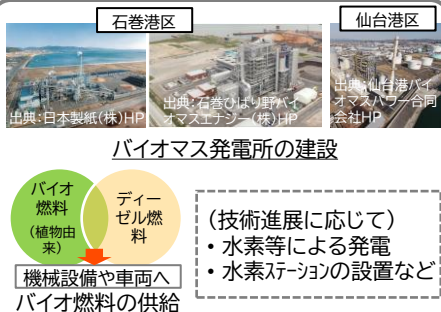 石巻港区
仙台港区
出典：日本製紙(株)HP
出典：石巻ひばり野バイ
オマスエナジー(株)HP
出典：仙台港バイ
オマスパワー合同
会社HP
バイオマス発電所の建設
バイオ
燃料
(植物由
来)
ディー
ゼル燃
料
機械設備や車両へ
バイオ燃料の供給
（技術進展に応じて）
・水素等による発電
・水素ｽﾃｰｼｮﾝの設置など